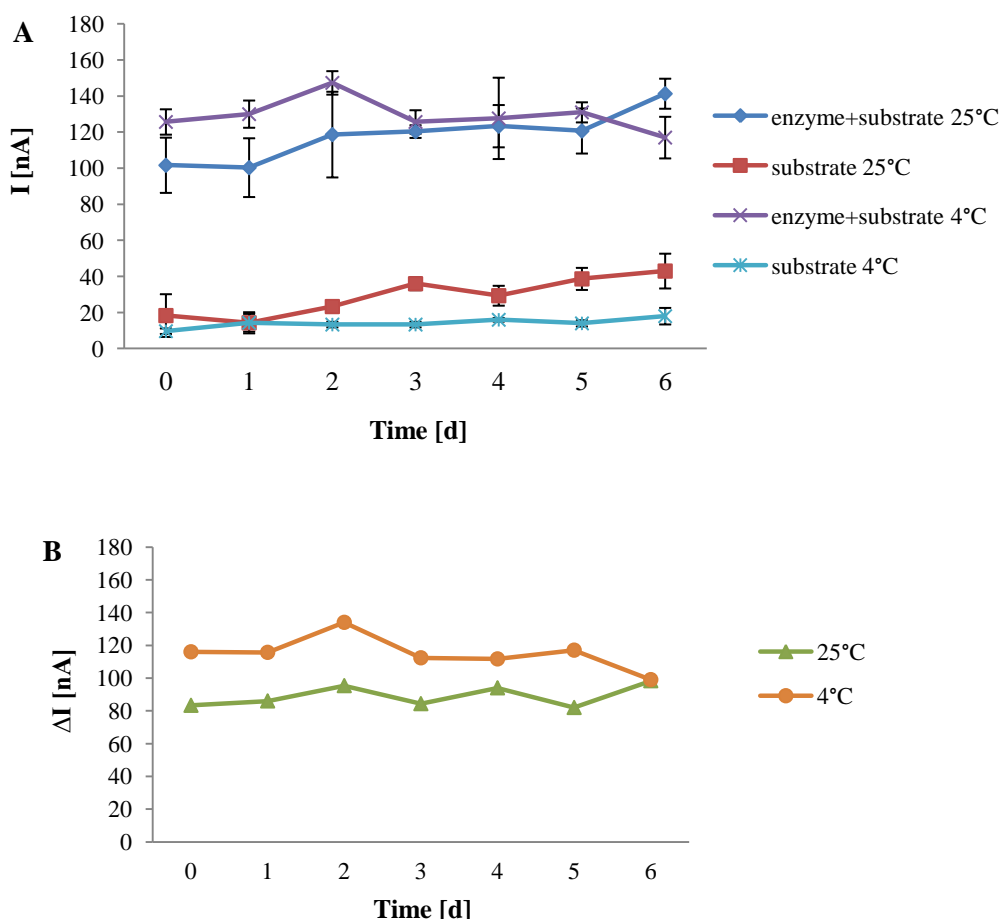 A
180
160
140
120
100
80
60
40
20
0
I [nA]
0 1 2 3 4 5 6
Time [d]
enzyme+substrate 25°C
substrate 25°C
enzyme+substrate 4°C
substrate 4°C
B
180
160
140
120
100
80
60
40
20
0
ΔI [nA]
0 1 2 3 4 5 6
Time [d]
25°C
4°C